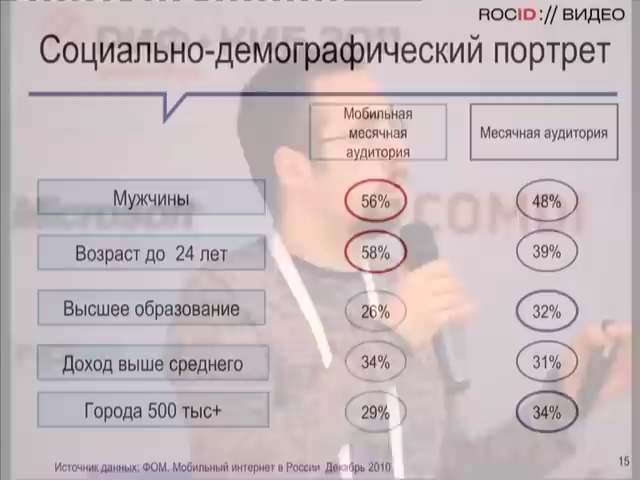 ROCID:// ВИДЕО
Социально-демографический портрет
Мобильная
месячная
аудитория
Месячная аудитория
Мужчины
56%
48%
Возраст до 24 лет
58%
39%
Высшее образование
26%
32%
Доход выше среднего
34%
31%
Города 500 тыс+
29%
34%
Источник данных: ФОМ. Мобильный интернет в России Декабрь 2010
15